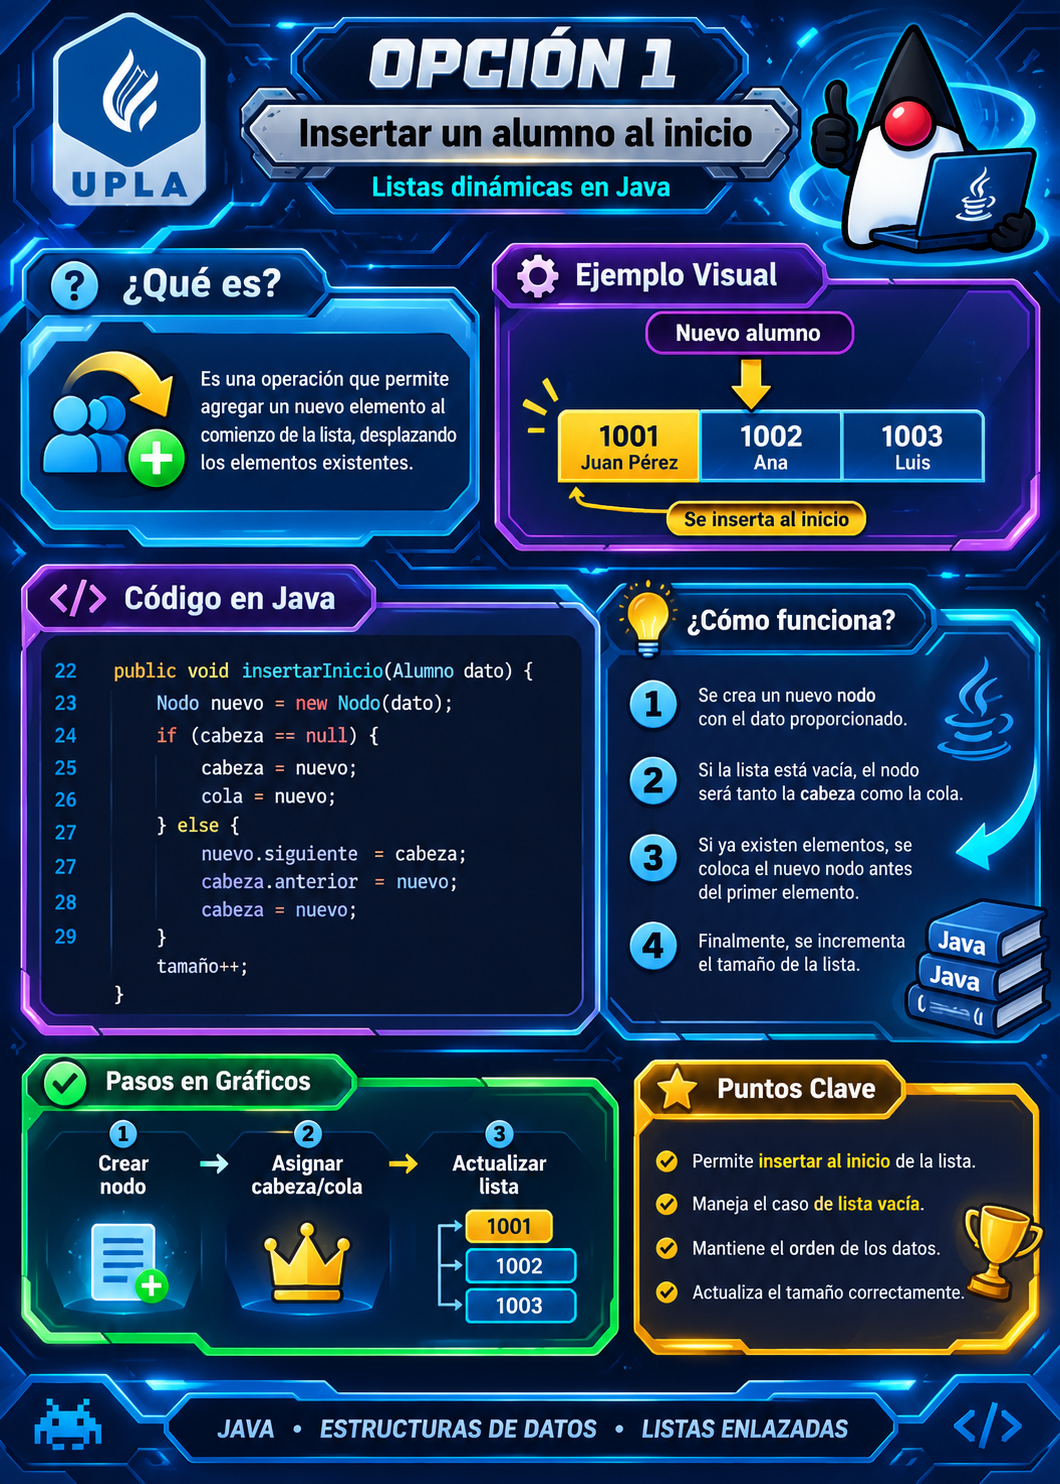 UPLA
OPCIÓN 1
Insertar un alumno al inicio
Listas dinámicas en Java
? ¿Qué es?
Es una operación que permite
agregar un nuevo elemento al
comienzo de la lista, desplazando
los elementos existentes.
Ejemplo Visual
Nuevo alumno
1001 1002 1003
Juan Pérez Ana Luis
Se inserta al inicio
</> Código en Java
22 public void insertarInicio(Alumno dato) {
23 Nodo nuevo = new Nodo(dato);
24 if (cabeza == null) {
25 cabeza = nuevo;
26 cola = nuevo;
27 } else {
27 nuevo.siguiente = cabeza;
28 cabeza.anterior = nuevo;
cabeza = nuevo;
29 }
tamaño++;
}
¿Cómo funciona?
1 Se crea un nuevo nodo
con el dato proporcionado.
2 Si la lista está vacía, el nodo
será tanto la cabeza como la cola.
3 Si ya existen elementos, se
coloca el nuevo nodo antes
del primer elemento.
4 Finalmente, se incrementa
el tamaño de la lista.
Java
Java
Pasos en Gráficos
1 2 3
Crear Asignar Actualizar
nodo cabeza/cola lista
1001
1002
1003
Puntos Clave
Permite insertar al inicio de la lista.
Maneja el caso de lista vacía.
Mantiene el orden de los datos.
Actualiza el tamaño correctamente.
JAVA • ESTRUCTURAS DE DATOS • LISTAS ENLAZADAS
</>